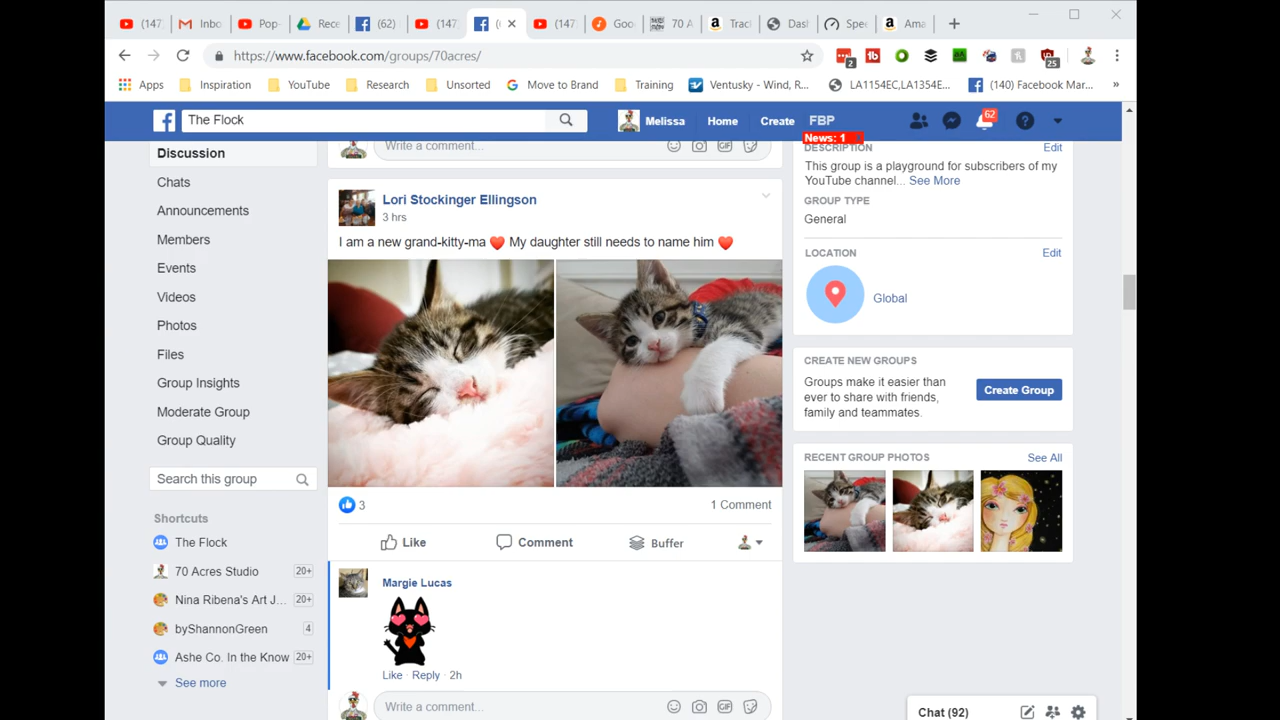 (147
Inbo
Pop-
Rece
(62)
(147
(
(147
Goo
70 A
Trac
Dash
Spee
Ama
https://www.facebook.com/groups/70acres/
2
25
Apps
Inspiration
YouTube
Research
Unsorted
Move to Brand
Training
Ventusky - Wind, R...
LA1154EC,LA1354E...
(140) Facebook Mar...
»
The Flock
Melissa
Home
Create
FBP
News: 1
62
Discussion
Chats
Announcements
Members
Events
Videos
Photos
Files
Group Insights
Moderate Group
Group Quality
Search this group
Shortcuts
The Flock
70 Acres Studio 20+
Nina Ribena's Art J... 20+
byShannonGreen 4
Ashe Co. In the Know 20+
See more
Write a comment...
GIF
Lori Stockinger Ellingson
3 hrs
I am a new grand-kitty-ma ❤ My daughter still needs to name him ❤
3
1 Comment
Like
Comment
Buffer
Margie Lucas
Like · Reply · 2h
Write a comment...
GIF
DESCRIPTION Edit
This group is a playground for subscribers of my
YouTube channel... See More
GROUP TYPE
General
LOCATION Edit
Global
CREATE NEW GROUPS
Groups make it easier than
ever to share with friends,
family and teammates.
Create Group
RECENT GROUP PHOTOS See All
Chat (92)